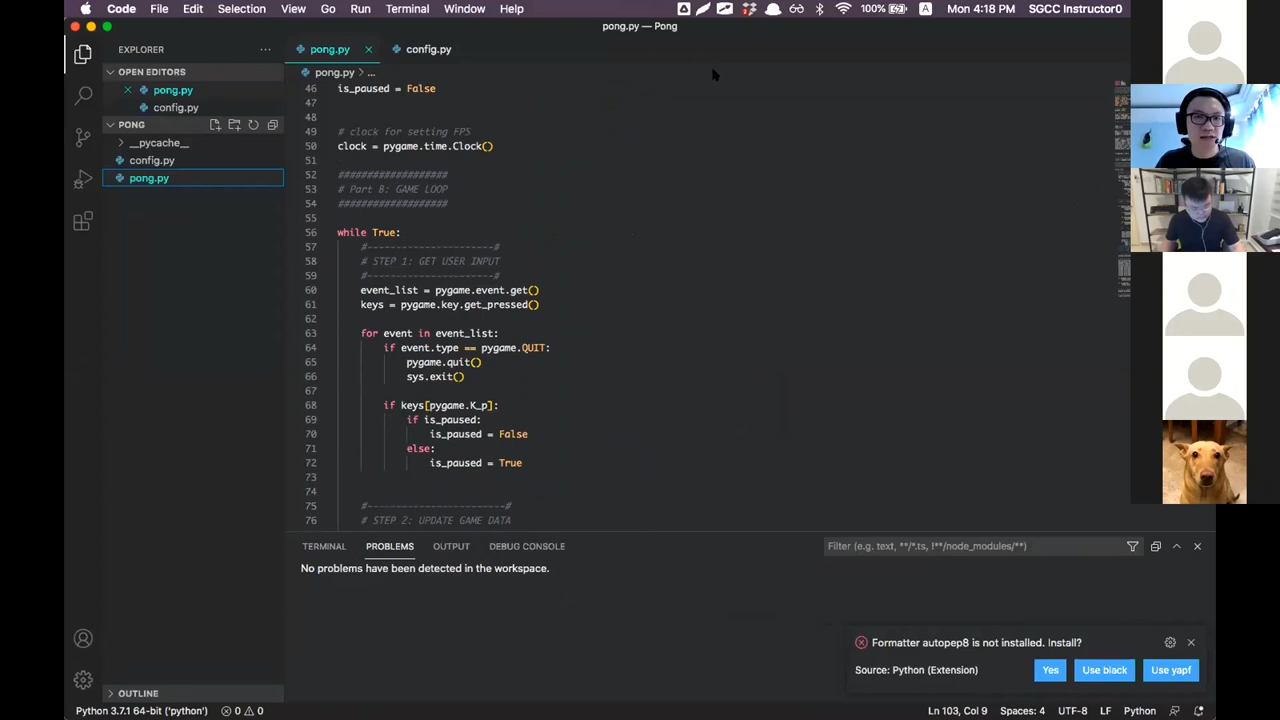 Code File Edit Selection View Go Run Terminal Window Help 100% A Mon 4:18 PM SGCC Instructor0
pong.py — Pong
EXPLORER
pong.py
config.py
OPEN EDITORS
pong.py > ...
pong.py
config.py
PONG
__pycache__
config.py
pong.py
46 is_paused = False
47
48
49 # clock for setting FPS
50 clock = pygame.time.Clock()
51
52 ###################
53 # Part 8: GAME LOOP
54 ###################
55
56 while True:
57 #----------------------#
58 # STEP 1: GET USER INPUT
59 #----------------------#
60 event_list = pygame.event.get()
61 keys = pygame.key.get_pressed()
62
63 for event in event_list:
64 if event.type == pygame.QUIT:
65 pygame.quit()
66 sys.exit()
67
68 if keys[pygame.K_p]:
69 if is_paused:
70 is_paused = False
71 else:
72 is_paused = True
73
74
75 #------------------------#
76 # STEP 2: UPDATE GAME DATA
TERMINAL PROBLEMS OUTPUT DEBUG CONSOLE Filter (e.g. text, **/*.ts, !**/node_modules/**)
No problems have been detected in the workspace.
Formatter autopep8 is not installed. Install?
Source: Python (Extension) Yes Use black Use yapf
OUTLINE
Python 3.7.1 64-bit ('python') 0 0 Ln 103, Col 9 Spaces: 4 UTF-8 LF Python